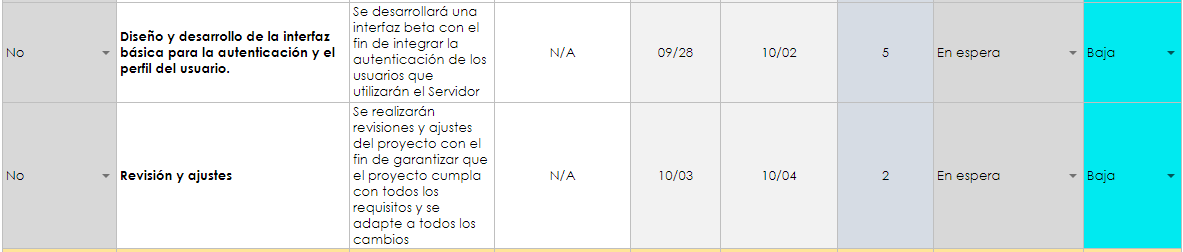 No
Diseño y desarrollo de la interfaz
básica para la autenticación y el
perfil del usuario.
Se desarrollará una
interfaz beta con el
fin de integrar la
autenticación de los
usuarios que
utilizarán el Servidor
N/A
09/28
10/02
5
En espera
Baja
No
Revisión y ajustes
Se realizarán
revisiones y ajustes
del proyecto con el
fin de garantizar que
el proyecto cumpla
con todos los
requisitos y se
adapte a todos los
cambios
N/A
10/03
10/04
2
En espera
Baja